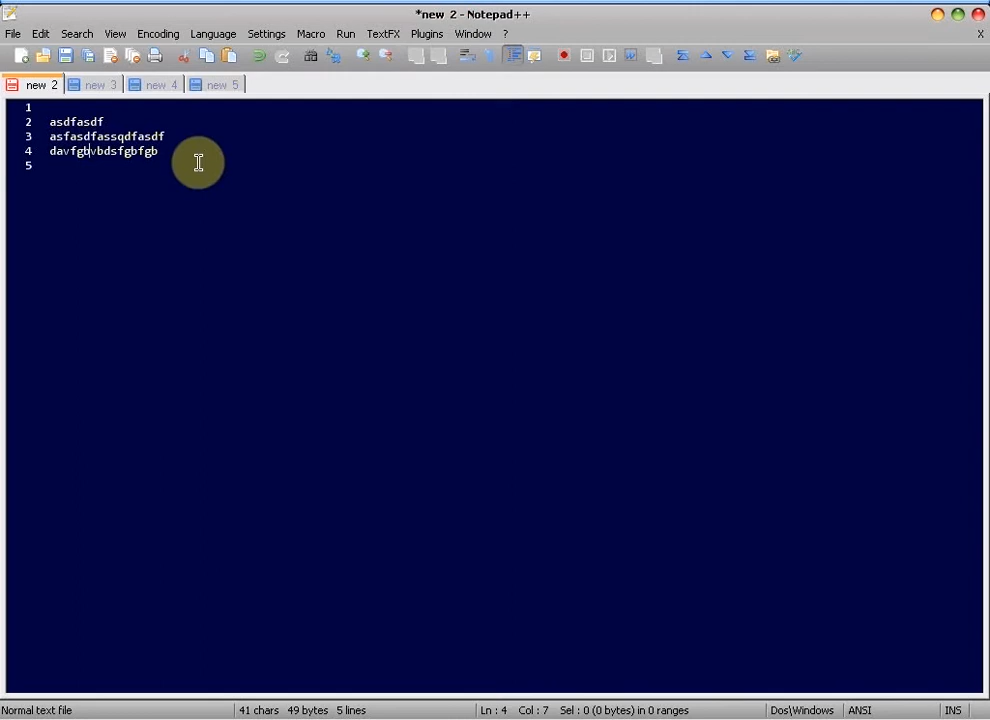 *new 2 - Notepad++
File Edit Search View Encoding Language Settings Macro Run TextFX Plugins Window ? X
new 2 new 3 new 4 new 5
1
2 asdfasdf
3 asfasdfassqdfasdf
4 davfgbvbdsfgbfgb
5
Normal text file 41 chars 49 bytes 5 lines Ln : 4 Col : 7 Sel : 0 (0 bytes) in 0 ranges Dos\Windows ANSI INS